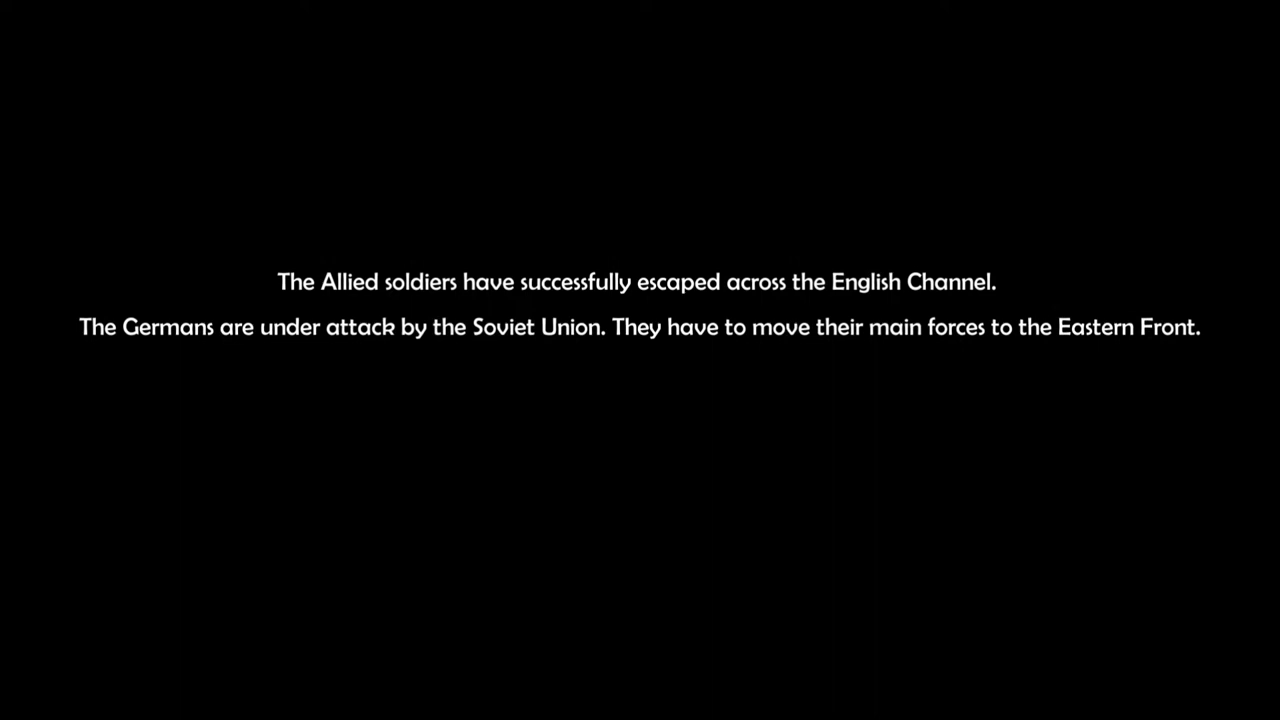 The Allied soldiers have successfully escaped across the English Channel.
The Germans are under attack by the Soviet Union. They have to move their main forces to the Eastern Front.